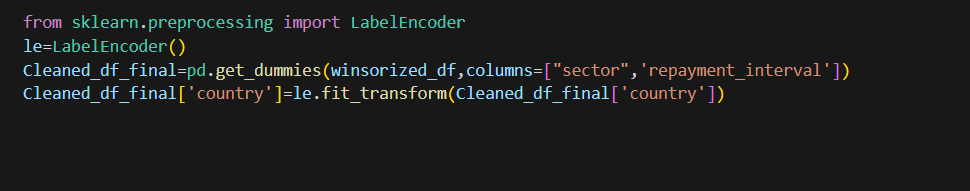 from sklearn.preprocessing import LabelEncoder
le=LabelEncoder()
Cleaned_df_final=pd.get_dummies(winsorized_df,columns=["sector",'repayment_interval'])
Cleaned_df_final['country']=le.fit_transform(Cleaned_df_final['country'])